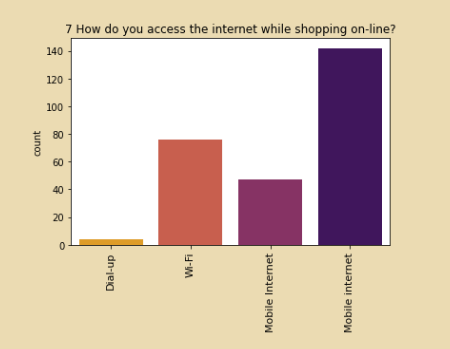 7 How do you access the internet while shopping on-line?
140
120
100
80
60
40
20
0
count
Dial-up
Wi-Fi
Mobile Internet
Mobile internet